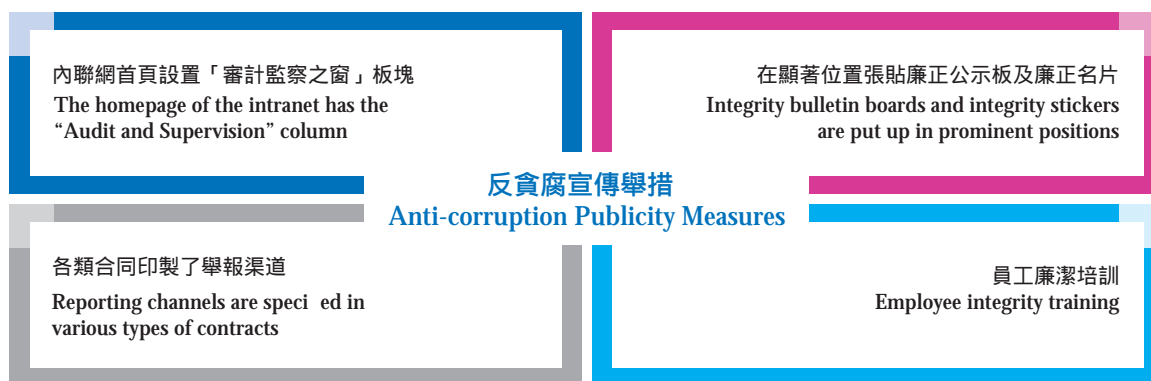 內聯網首頁設置「審計監察之窗」板塊
The homepage of the intranet has the
“Audit and Supervision” column
在顯著位置張貼廉正公示板及廉正名片
Integrity bulletin boards and integrity stickers
are put up in prominent positions
反貪腐宣傳舉措
Anti-corruption Publicity Measures
各類合同印製了舉報渠道
Reporting channels are speci ed in
various types of contracts
員工廉潔培訓
Employee integrity training